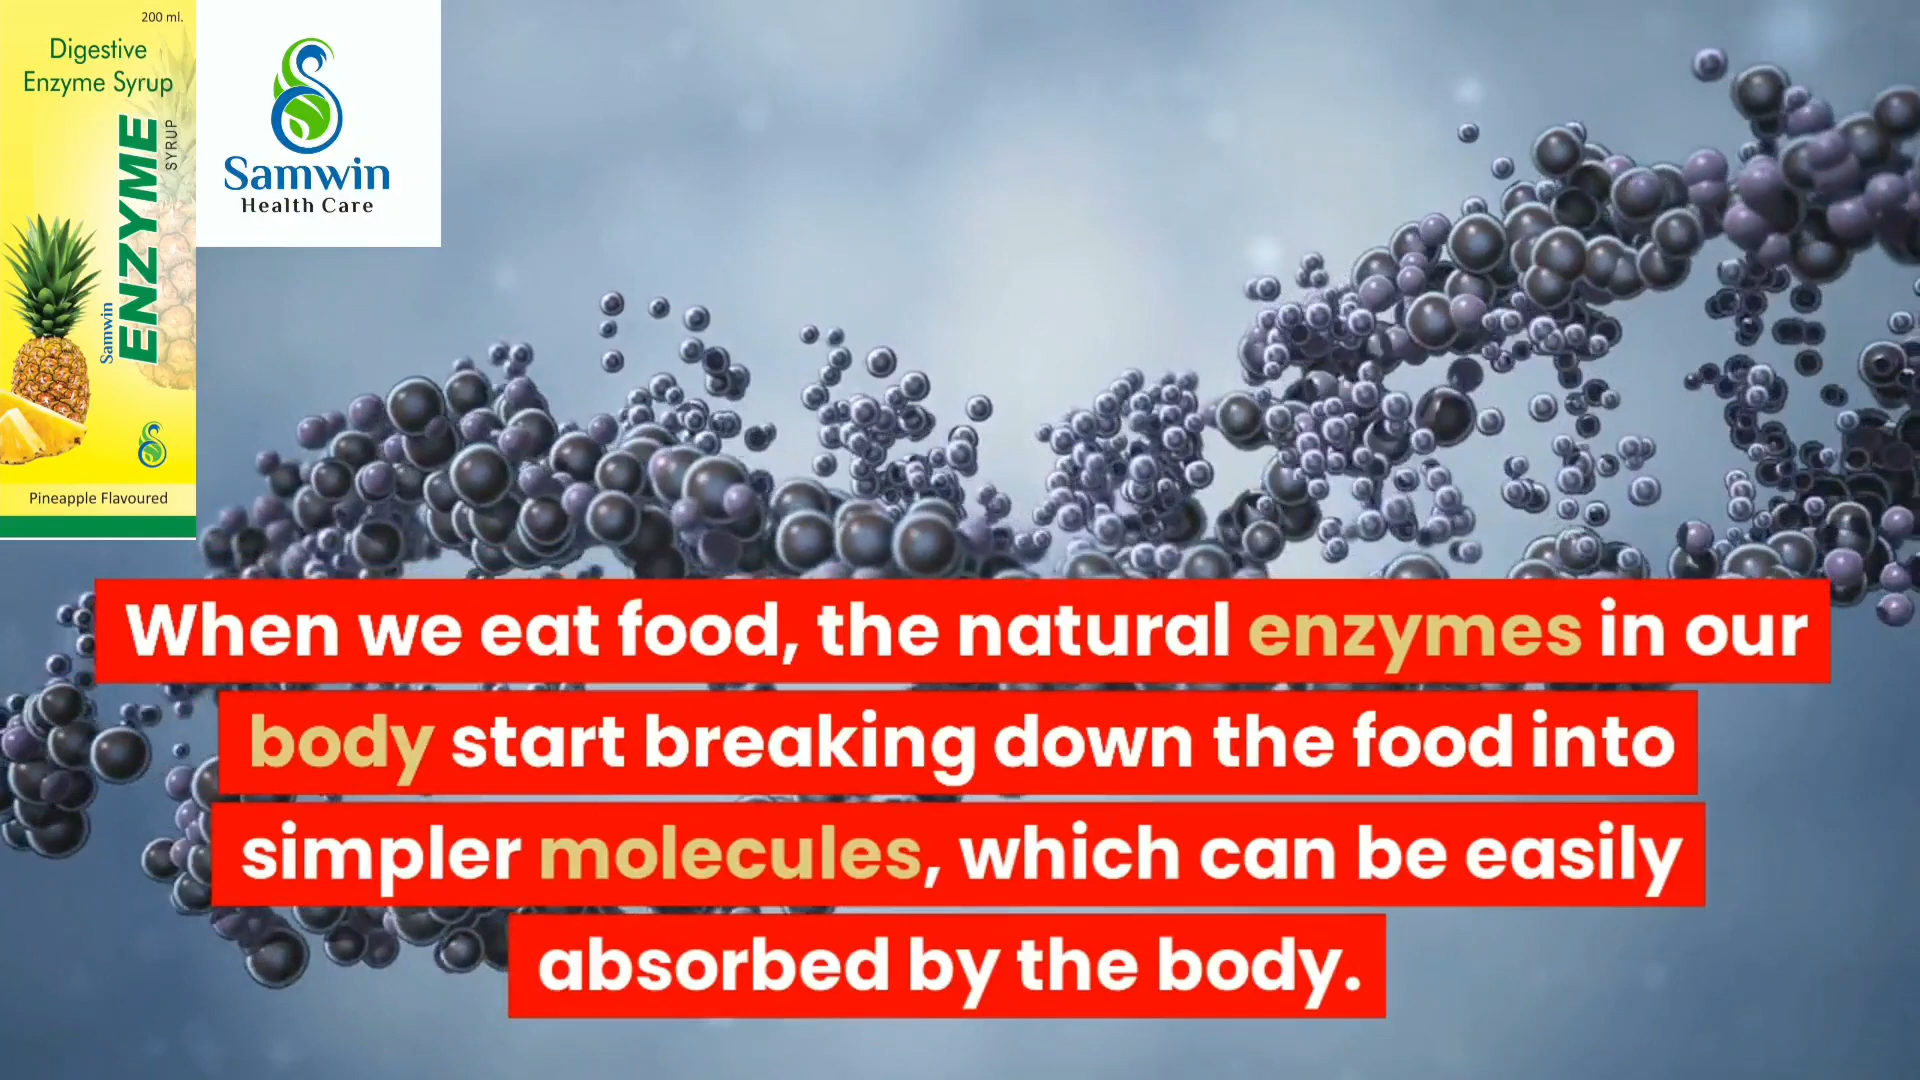 200 ml.
Digestive
Enzyme Syrup
Samwin
ENZYME
SYRUP
Pineapple Flavoured
Samwin
Health Care
When we eat food, the natural enzymes in our
body start breaking down the food into
simpler molecules, which can be easily
absorbed by the body.